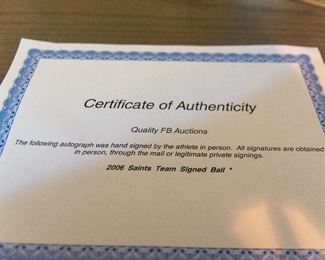 Certificate of Authenticity
Quality FB Auctions
The following autograph was hand signed by the athlete in person. All signatures are obtained
in person, through the mail or legitimate private signings.
2006 Saints Team Signed Ball *